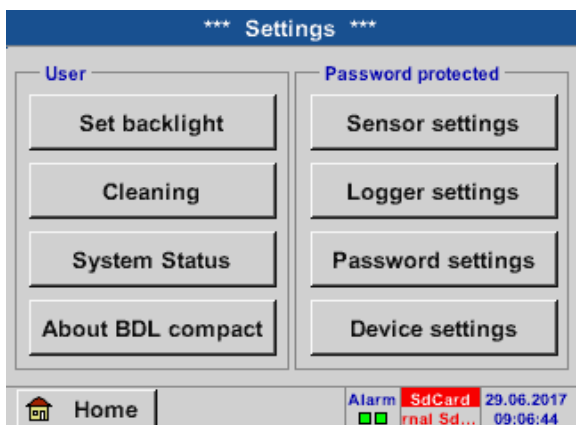 *** Settings ***
User
Set backlight
Cleaning
System Status
About BDL compact
Password protected
Sensor settings
Logger settings
Password settings
Device settings
Home
Alarm
SdCard
rnal Sd...
29.06.2017
09:06:44